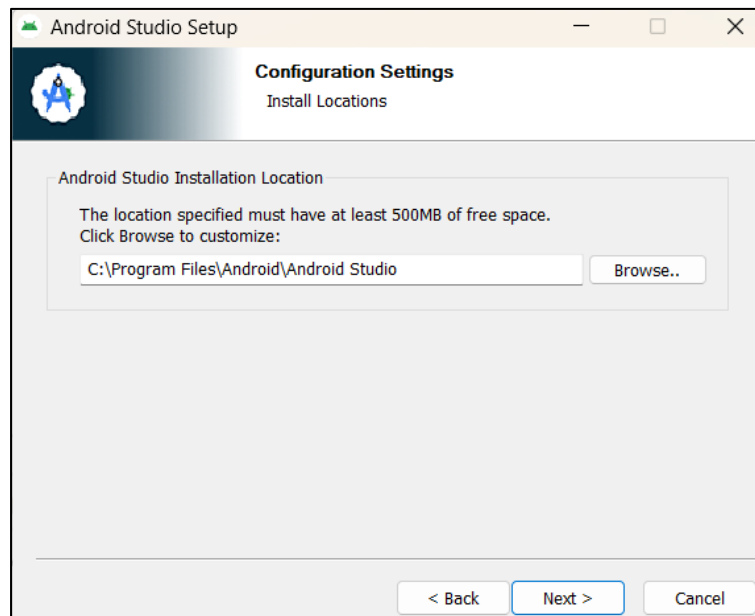 Android Studio Setup
Configuration Settings
Install Locations
Android Studio Installation Location
The location specified must have at least 500MB of free space.
Click Browse to customize:
C:\Program Files\Android\Android Studio
Browse..
< Back
Next >
Cancel